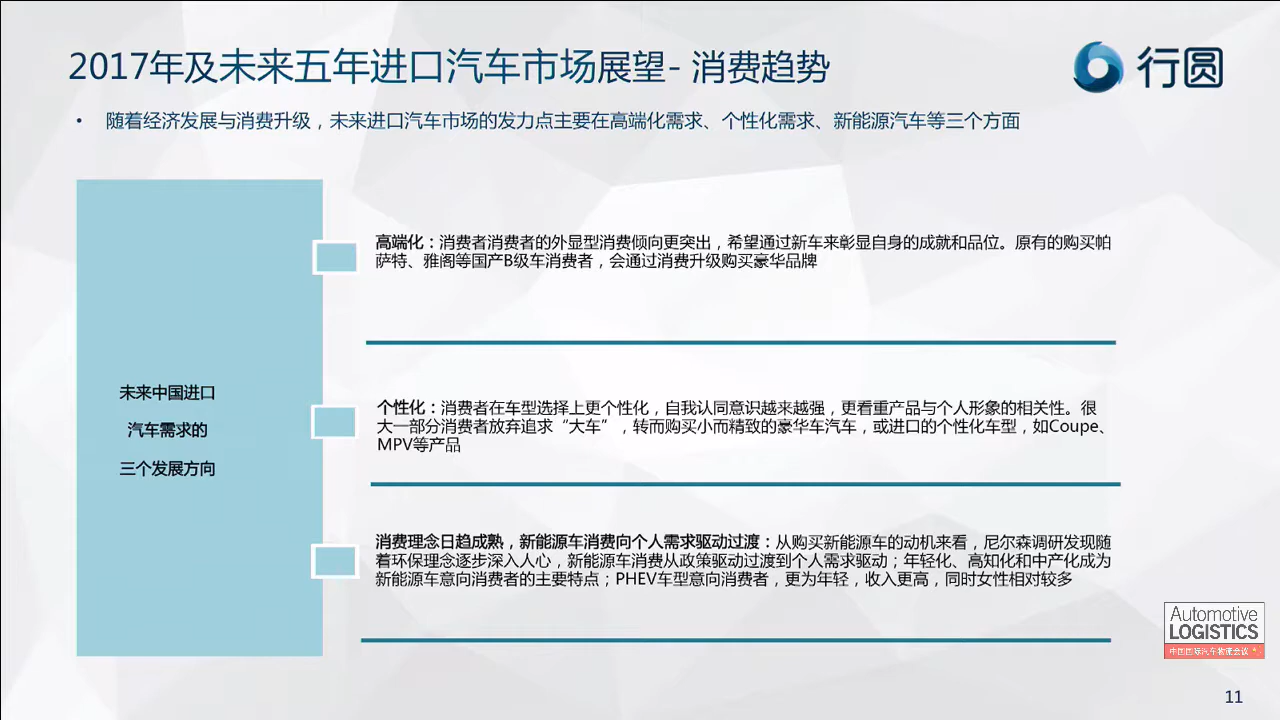 2017年及未来五年进口汽车市场展望- 消费趋势
行圆
• 随着经济发展与消费升级，未来进口汽车市场的发力点主要在高端化需求、个性化需求、新能源汽车等三个方面
未来中国进口
汽车需求的
三个发展方向
高端化：消费者消费者的外显型消费倾向更突出，希望通过新车来彰显自身的成就和品位。原有的购买帕
萨特、雅阁等国产B级车消费者，会通过消费升级购买豪华品牌
个性化：消费者在车型选择上更个性化，自我认同意识越来越强，更看重产品与个人形象的相关性。很
大一部分消费者放弃追求“大车”，转而购买小而精致的豪华车汽车，或进口的个性化车型，如Coupe、
MPV等产品
消费理念日趋成熟，新能源车消费向个人需求驱动过渡：从购买新能源车的动机来看，尼尔森调研发现随
着环保理念逐步深入人心，新能源车消费从政策驱动过渡到个人需求驱动；年轻化、高知化和中产化成为
新能源车意向消费者的主要特点；PHEV车型意向消费者，更为年轻，收入更高，同时女性相对较多
Automotive
LOGISTICS
中国国际汽车物流会议
11